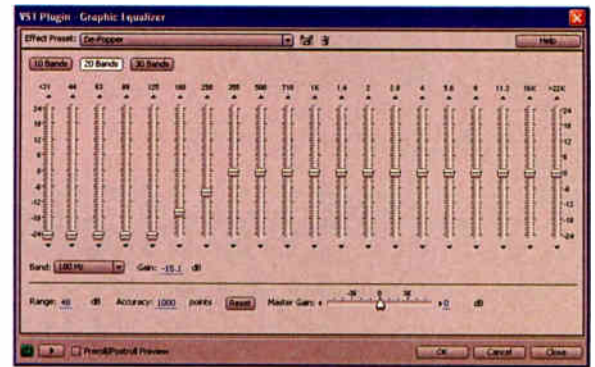 VST Plugin - Graphic Equalizer
Effect Preset: De-Popper
Help
10 Bands 20 Bands 30 Bands
<31 44 63 88 125 180 250 355 500 710 1K 1.4 2 2.8 4 5.6 8 11.3 16K >22K
24 24
18 18
12 12
6 6
0 0
-6 -6
-12 -12
-18 -18
-24 -24
Band: 180 Hz Gain: -15.1 dB
Range: 48 dB Accuracy: 1000 points Reset Master Gain: -36 0 36 0 dB
Preroll/Postroll Preview OK Cancel Close